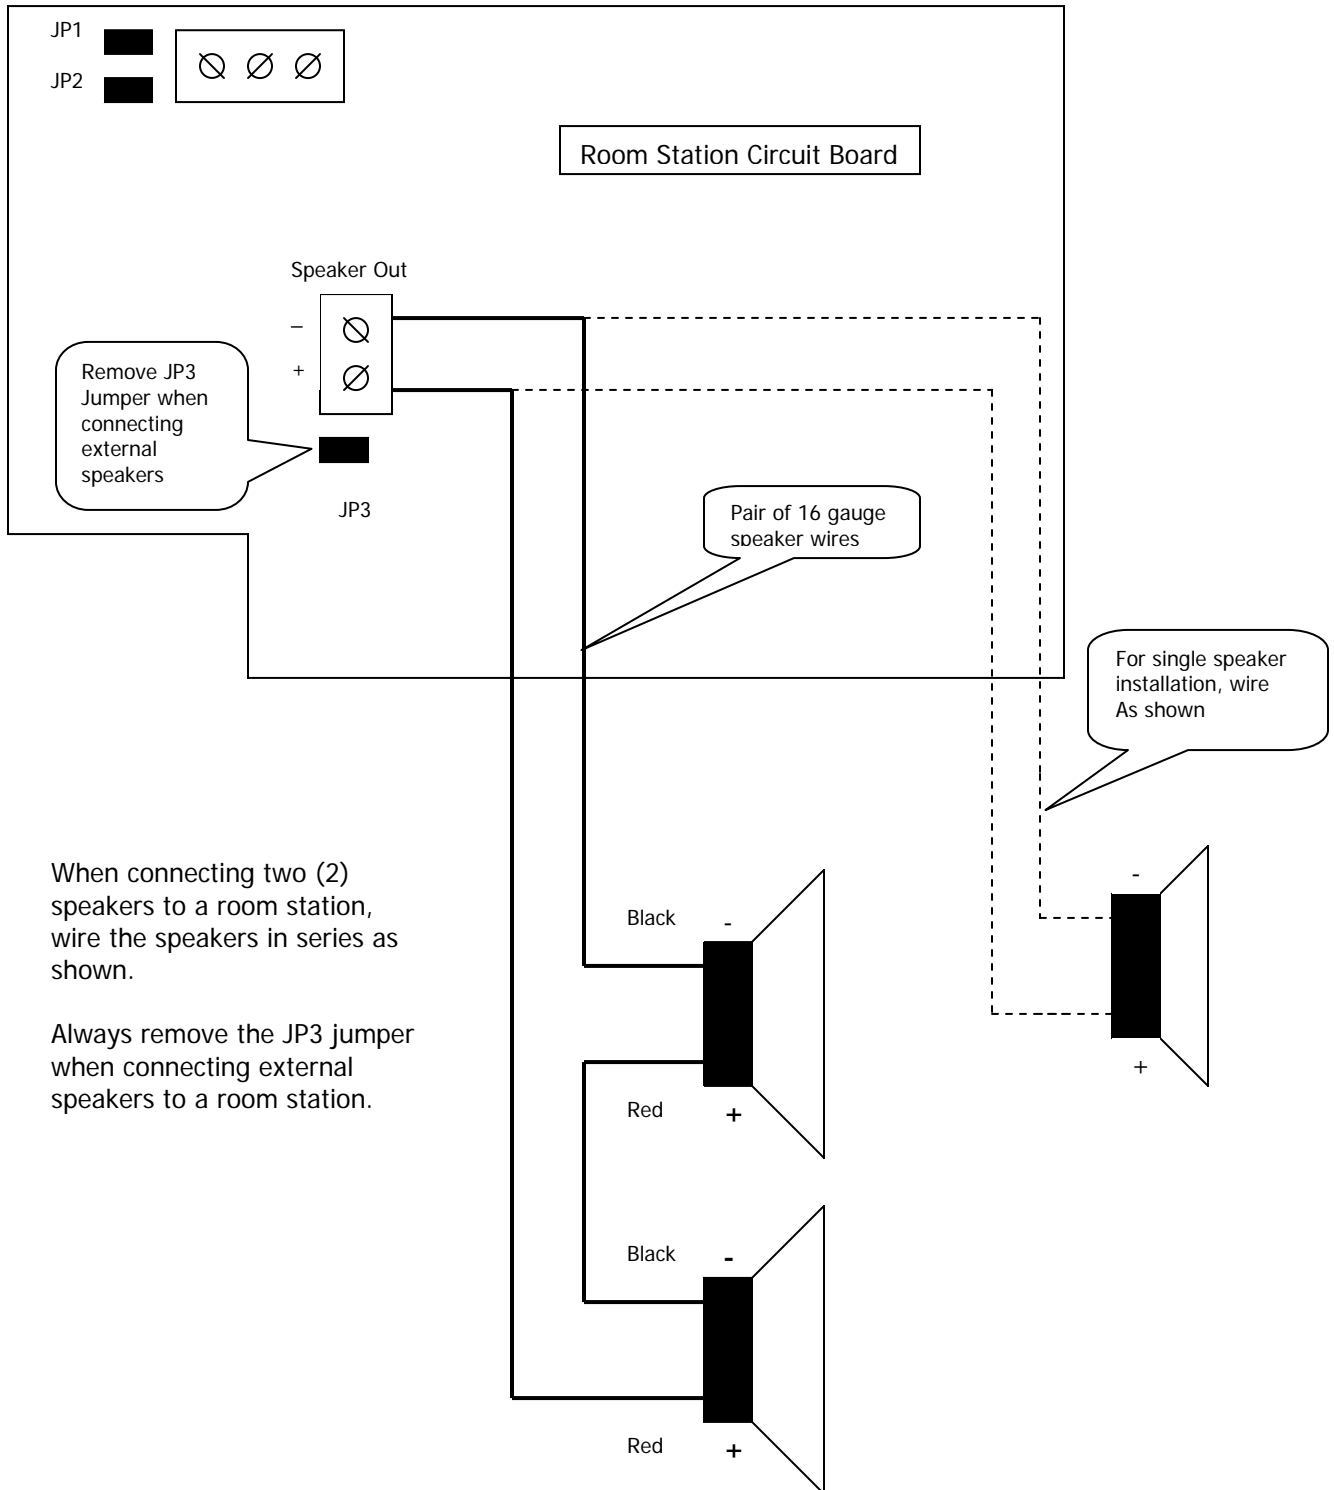 JP1
JP2
Room Station Circuit Board
Speaker Out
–
+
Remove JP3
Jumper when
connecting
external
speakers
JP3
Pair of 16 gauge
speaker wires
For single speaker
installation, wire
As shown
When connecting two (2)
speakers to a room station,
wire the speakers in series as
shown.
Always remove the JP3 jumper
when connecting external
speakers to a room station.
Black -
Red +
Black -
Red +
-
+